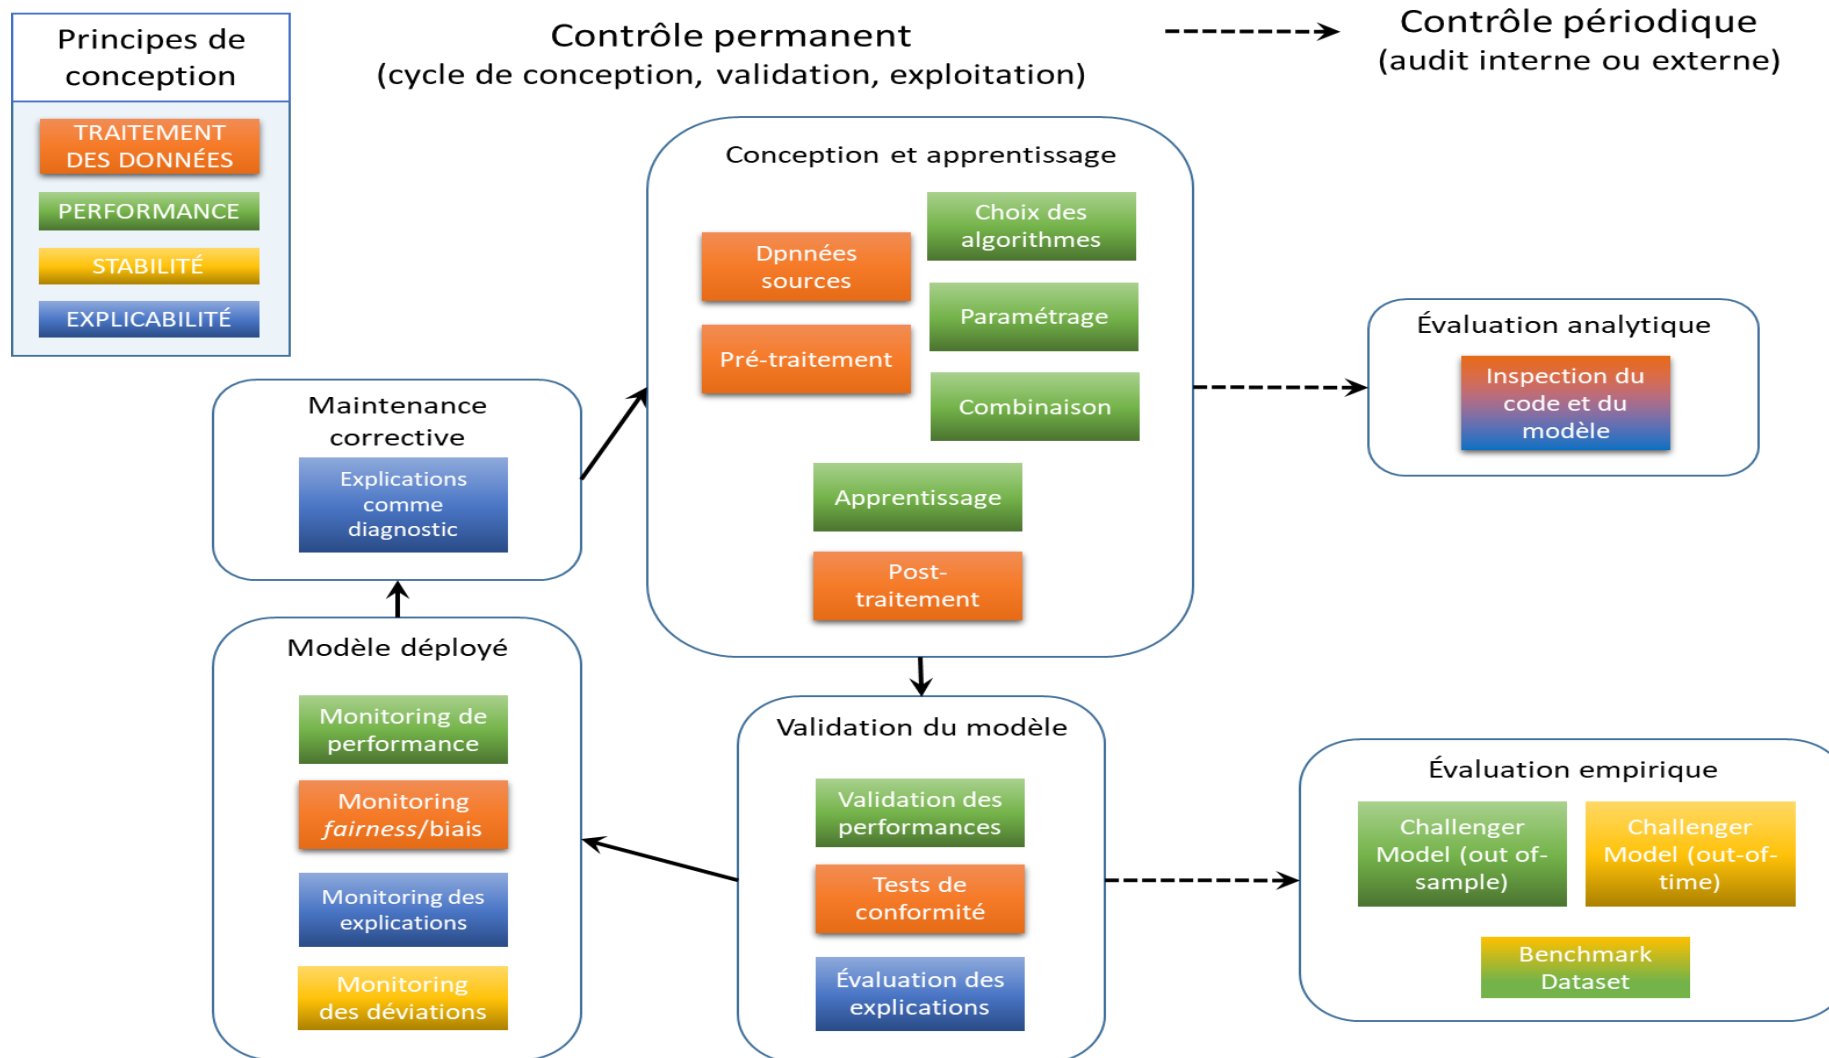 Principes de
conception
TRAITEMENT
DES DONNÉES
PERFORMANCE
STABILITÉ
EXPLICABILITÉ
Contrôle permanent
(cycle de conception, validation, exploitation)
Contrôle périodique
(audit interne ou externe)
Conception et apprentissage
Choix des
algorithmes
Dpnnées
sources
Paramétrage
Pré-traitement
Combinaison
Apprentissage
Post-
traitement
Évaluation analytique
Inspection du
code et du
modèle
Maintenance
corrective
Explications
comme
diagnostic
Modèle déployé
Monitoring de
performance
Monitoring
fairness/biais
Monitoring des
explications
Monitoring
des déviations
Validation du modèle
Validation des
performances
Tests de
conformité
Évaluation des
explications
Évaluation empirique
Challenger
Model (out of-
sample)
Challenger
Model (out-of-
time)
Benchmark
Dataset